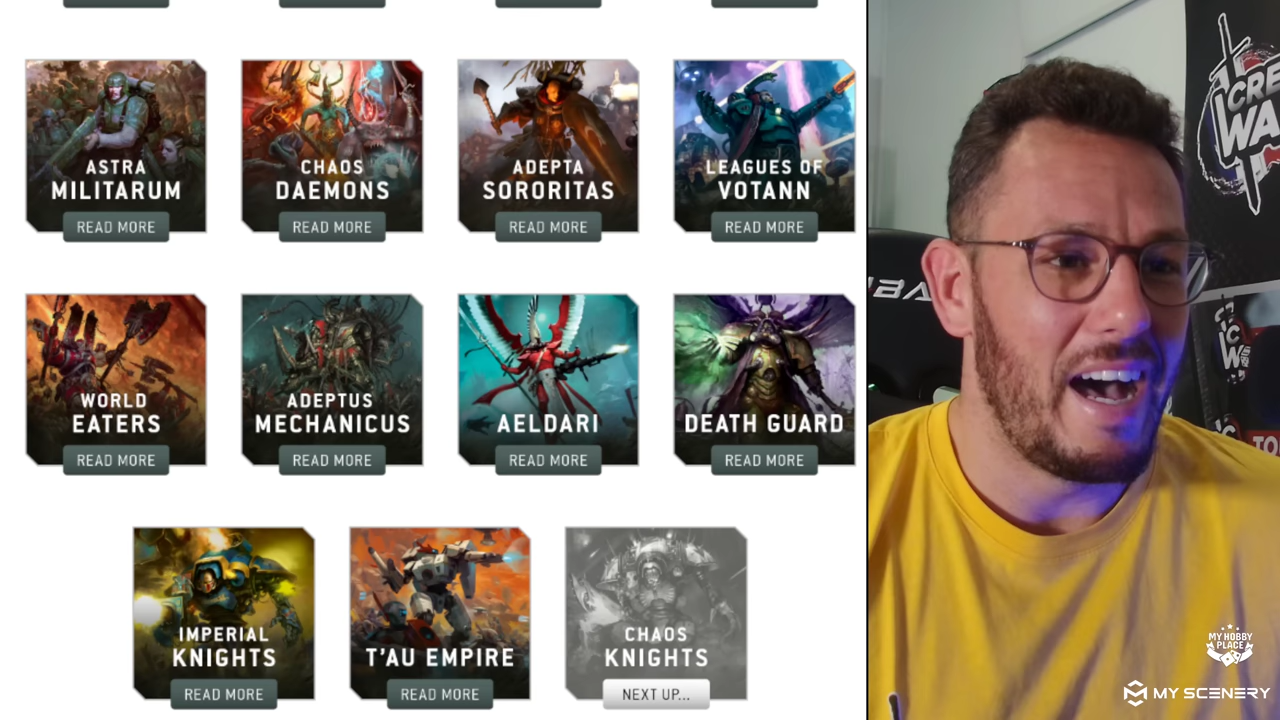 ASTRA
MILITARUM
READ MORE
CHAOS
DAEMONS
READ MORE
ADEPTA
SORORITAS
READ MORE
LEAGUES OF
VOTANN
READ MORE
WORLD
EATERS
READ MORE
ADEPTUS
MECHANICUS
READ MORE
AELDARI
READ MORE
DEATH GUARD
READ MORE
IMPERIAL
KNIGHTS
READ MORE
T'AU EMPIRE
READ MORE
CHAOS
KNIGHTS
NEXT UP...
MY HOBBY
PLACE
MY SCENERY